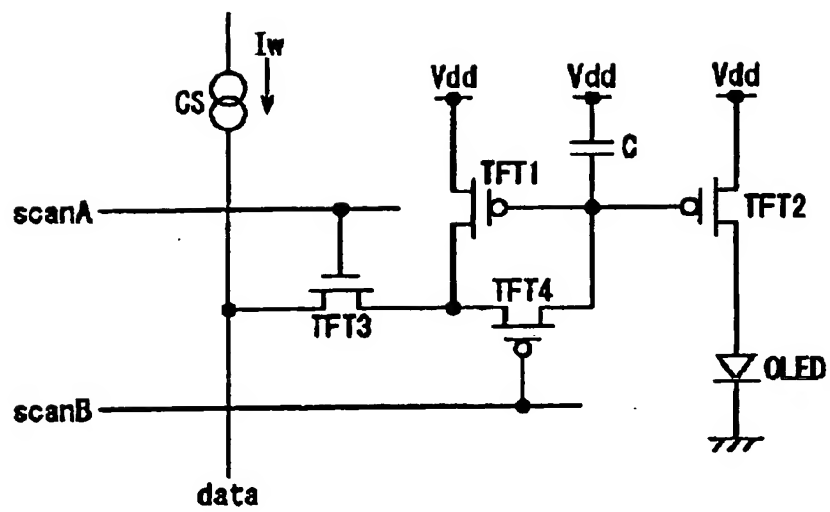 Iw
CS
Vdd
Vdd
Vdd
C
TFT1
TFT2
scanA
TFT3
TFT4
OLED
scanB
data